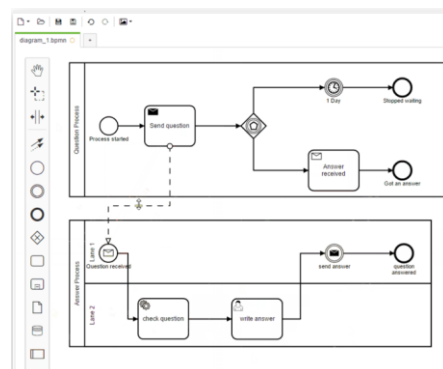 diagram_1.bpmn
+
Question Process
Process started
Send question
1 Day
Stopped waiting
Answer
received
Got an answer
Answer Process
Lane 1
Question received
send answer
question
answered
Lane 2
check question
write answer